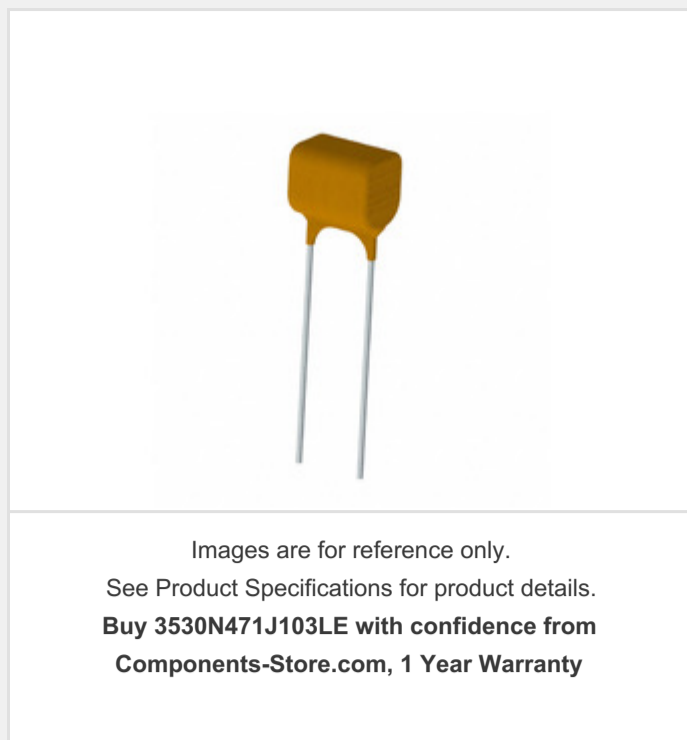 Images are for reference only.
See Product Specifications for product details.
Buy 3530N471J103LE with confidence from
Components-Store.com, 1 Year Warranty